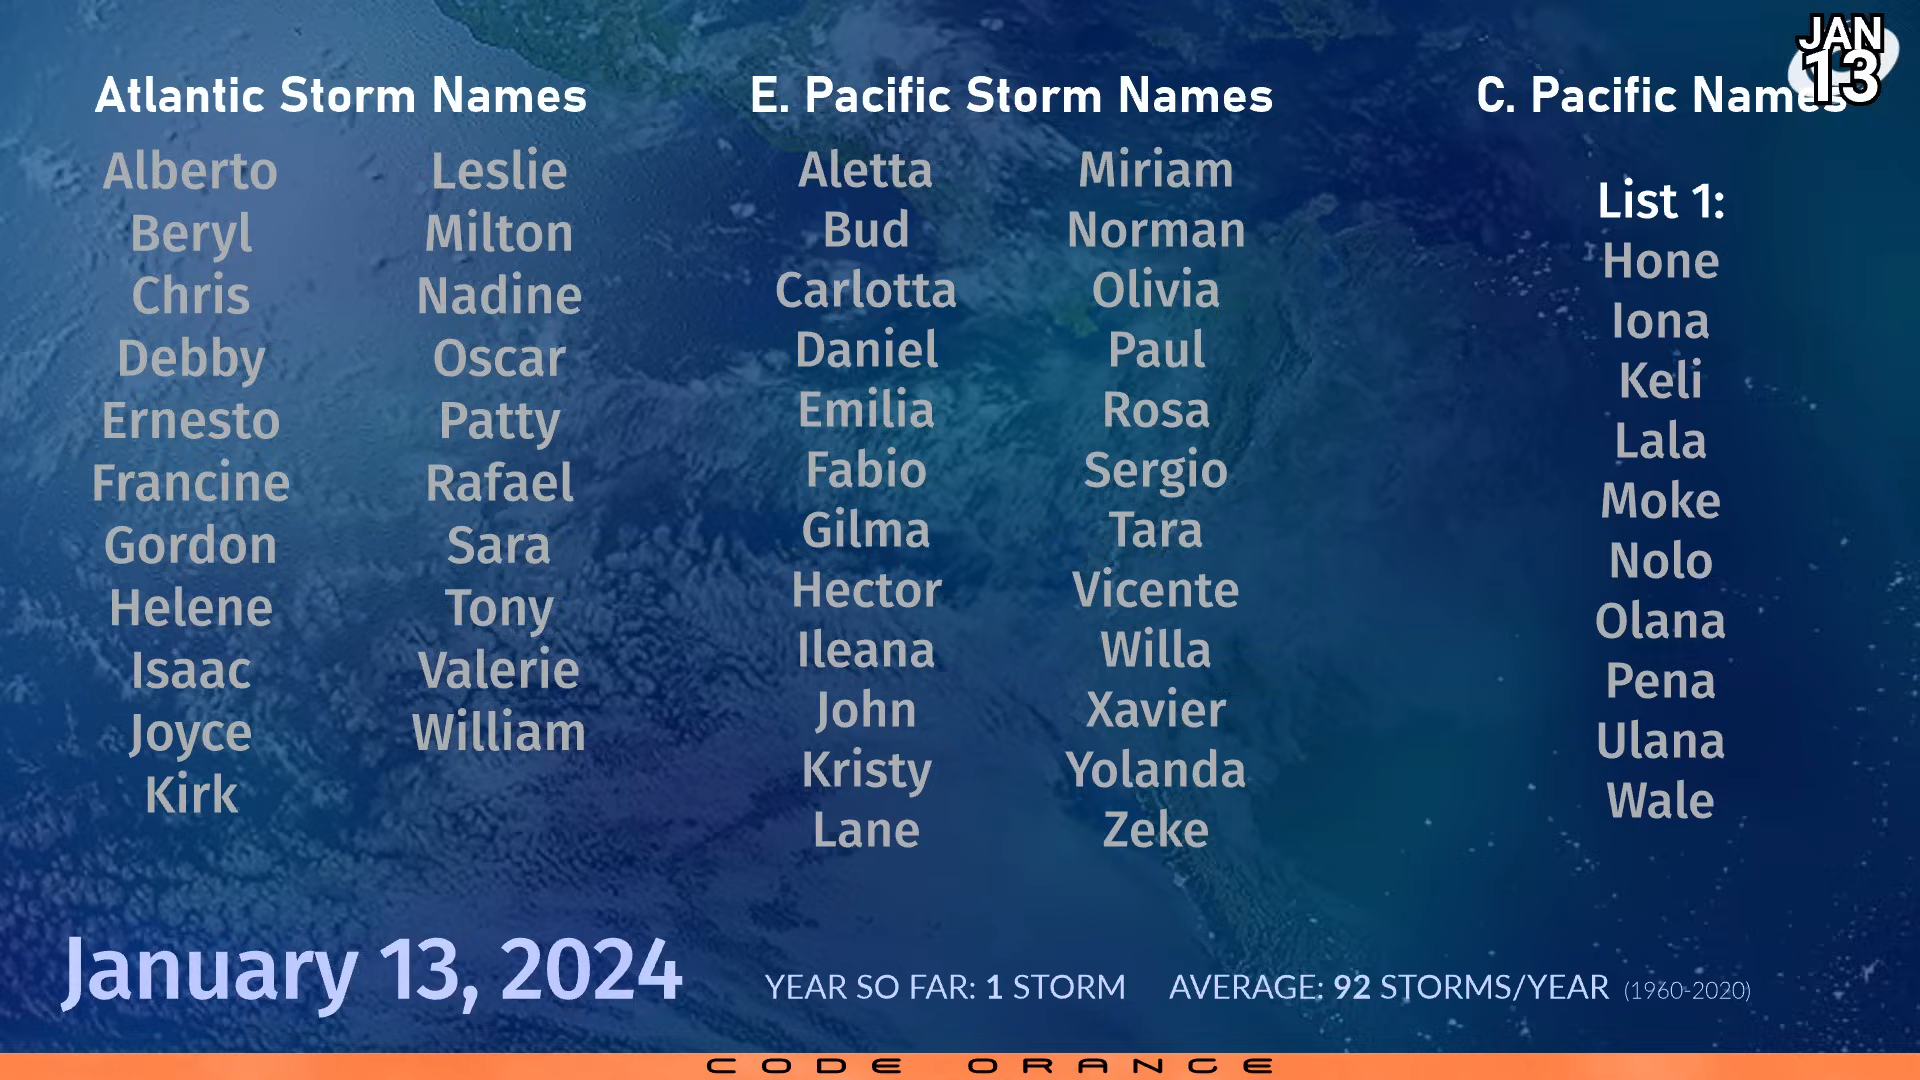 JAN
13
Atlantic Storm Names
Alberto
Beryl
Chris
Debby
Ernesto
Francine
Gordon
Helene
Isaac
Joyce
Kirk
Leslie
Milton
Nadine
Oscar
Patty
Rafael
Sara
Tony
Valerie
William
E. Pacific Storm Names
Aletta
Bud
Carlotta
Daniel
Emilia
Fabio
Gilma
Hector
Ileana
John
Kristy
Lane
Miriam
Norman
Olivia
Paul
Rosa
Sergio
Tara
Vicente
Willa
Xavier
Yolanda
Zeke
C. Pacific Names
List 1:
Hone
Iona
Keli
Lala
Moke
Nolo
Olana
Pena
Ulana
Wale
January 13, 2024
YEAR SO FAR: 1 STORM
AVERAGE: 92 STORMS/YEAR (1960-2020)
CODE ORANGE